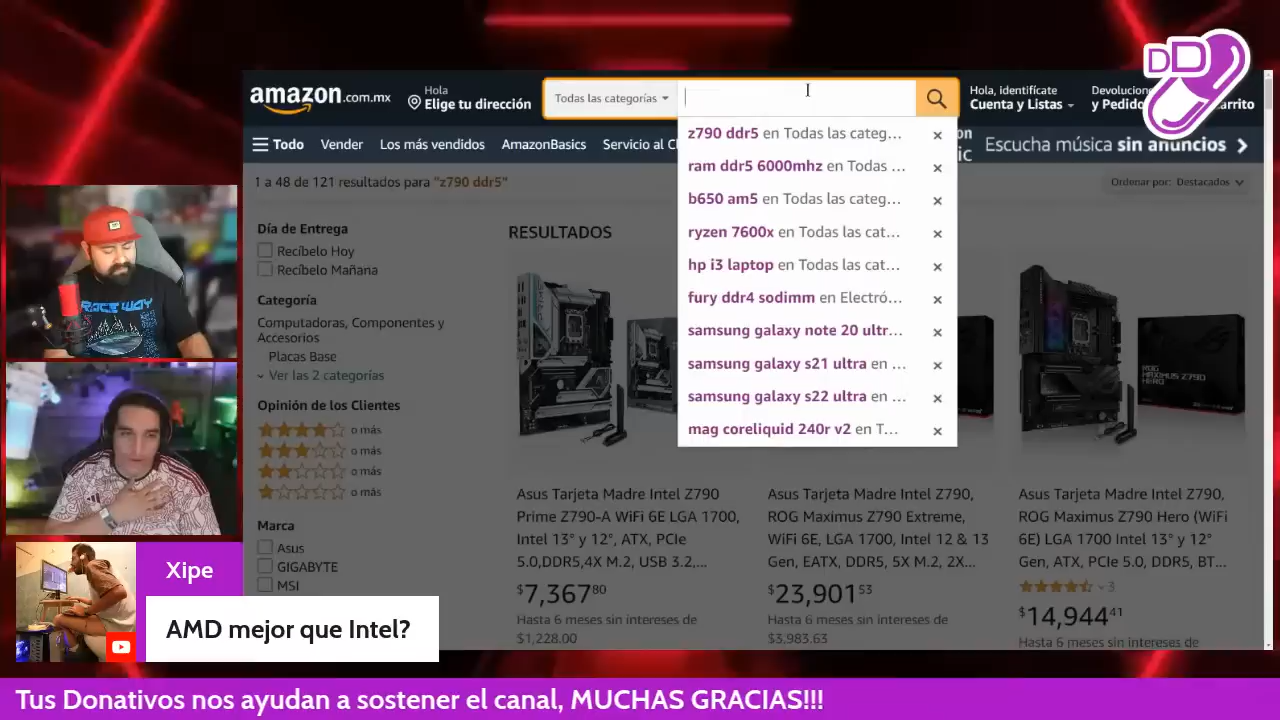 DD
amazon.com.mx
Hola
Elige tu dirección
Todas las categorías
Hola, identifícate
Cuenta y Listas
Devoluciones
y Pedido
arrito
Todo
Vender
Los más vendidos
AmazonBasics
Servicio al Cl
on
ic
Escucha música sin anuncios
z790 ddr5 en Todas las categ...
ram ddr5 6000mhz en Todas ...
b650 am5 en Todas las categ...
ryzen 7600x en Todas las cat...
hp i3 laptop en Todas las cat...
fury ddr4 sodimm en Electró...
samsung galaxy note 20 ultr...
samsung galaxy s21 ultra en ...
samsung galaxy s22 ultra en ...
mag coreliquid 240r v2 en T...
1 a 48 de 121 resultados para "z790 ddr5"
Ordenar por: Destacados
Día de Entrega
Recíbelo Hoy
Recíbelo Mañana
Categoría
Computadoras, Componentes y
Accesorios
Placas Base
Ver las 2 categorías
Opinión de los Clientes
o más
o más
o más
o más
Marca
Asus
GIGABYTE
MSI
RESULTADOS
Asus Tarjeta Madre Intel Z790
Prime Z790-A WiFi 6E LGA 1700,
Intel 13° y 12°, ATX, PCIe
5.0,DDR5,4X M.2, USB 3.2,...
$7,367.80
Hasta 6 meses sin intereses de
$1,228.00
Asus Tarjeta Madre Intel Z790,
ROG Maximus Z790 Extreme,
WiFi 6E, LGA 1700, Intel 12 & 13
Gen, EATX, DDR5, 5X M.2, 2X...
$23,901.53
Hasta 6 meses sin intereses de
$3,983.63
ROG
MAXIMUS Z790
HERO
Asus Tarjeta Madre Intel Z790,
ROG Maximus Z790 Hero (WiFi
6E) LGA 1700 Intel 13° y 12°
Gen, ATX, PCIe 5.0, DDR5, BT...
3
$14,944.41
Hasta 6 meses sin intereses de
RACE WAY
Xipe
AMD mejor que Intel?
Tus Donativos nos ayudan a sostener el canal, MUCHAS GRACIAS!!!